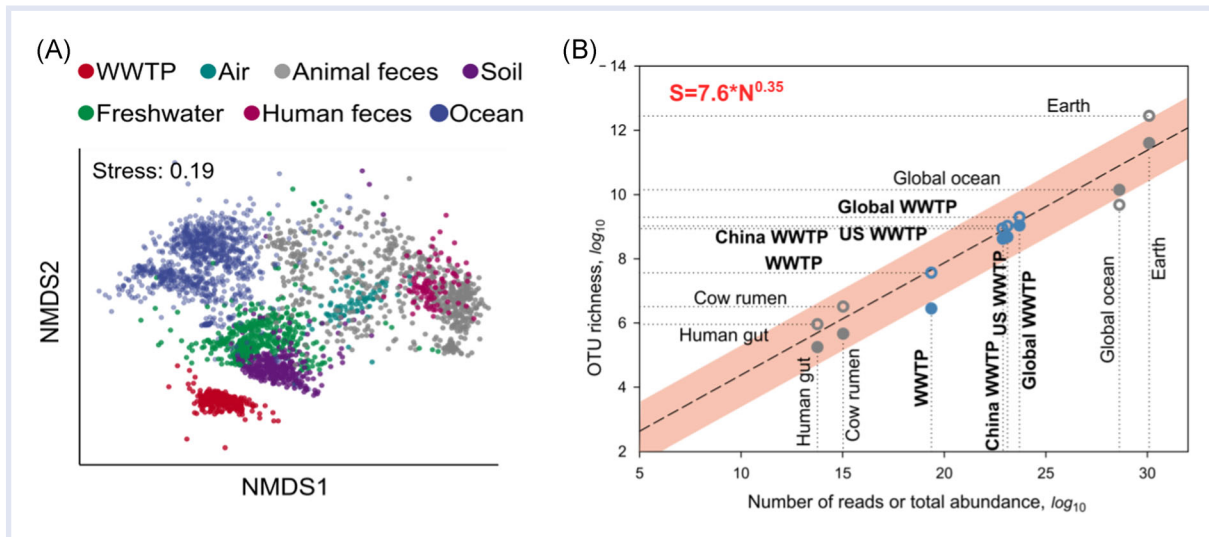 (A)
WWTP Air Animal feces Soil
Freshwater Human feces Ocean
Stress: 0.19
NMDS2
NMDS1
(B)
S=7.6*N^0.35
OTU richness, log10
14
12
10
8
6
4
2
Earth
Global ocean
Global WWTP
China WWTP US WWTP
WWTP
Cow rumen
Human gut
Human gut
Cow rumen
WWTP
China WWTP
US WWTP
Global WWTP
Global ocean
Earth
5 10 15 20 25 30
Number of reads or total abundance, log10